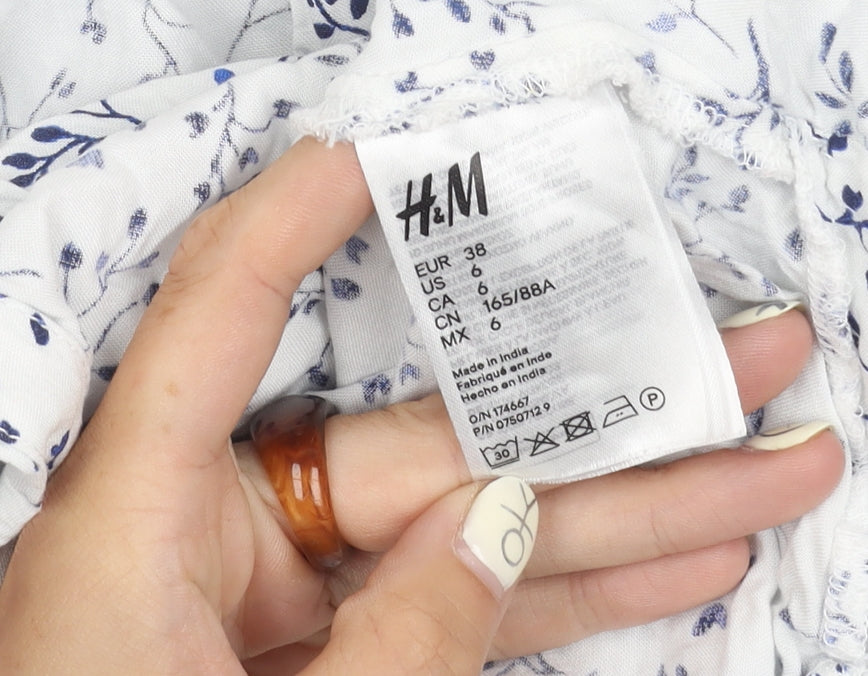 H&M
EUR 38
US 6
CA 6
CN 165/88A
MX 6
Made in India
Fabriqué en Inde
Hecho en India
O/N 174667
P/N 0750712 9
30 P